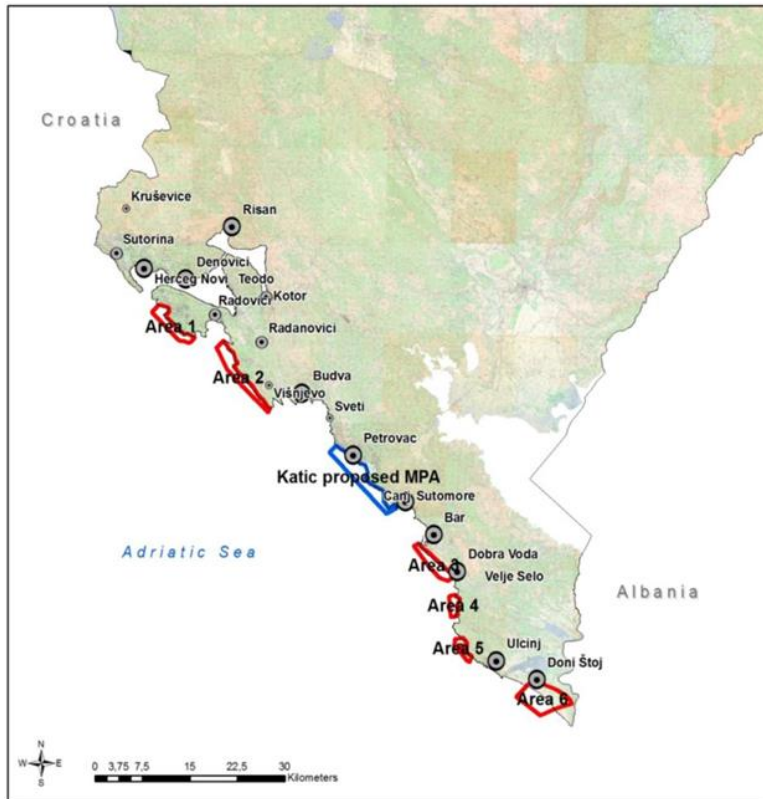 Croatia
Kruševice
Risan
Sutorina
Denovici
Herceg Novi
Teodo
Kotor
Radovici
Area 1
Radanovici
Area 2
Budva
Višnjevo
Sveti
Petrovac
Katic proposed MPA
Canj
Sutomore
Bar
Adriatic Sea
Dobra Voda
Area 3
Velje Selo
Albania
Area 4
Ulcinj
Area 5
Doni Štoj
Area 6
N
W
E
S
0 3,75 7,5 15 22,5 30
Kilometers